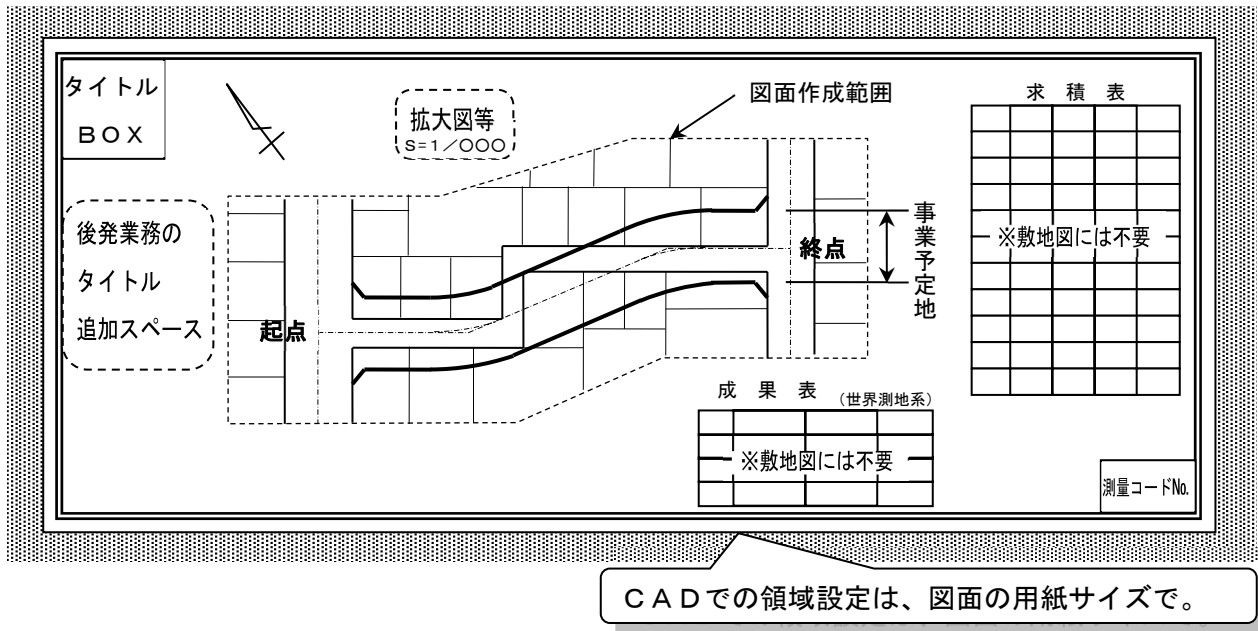 タイトル
ＢＯＸ
拡大図等
S=1／○○○
図面作成範囲
求　積　表
※敷地図には不要
後発業務の
タイトル
追加スペース
起点
終点
事業予定地
成　果　表　（世界測地系）
※敷地図には不要
測量コードNo.
ＣＡＤでの領域設定は、図面の用紙サイズで。